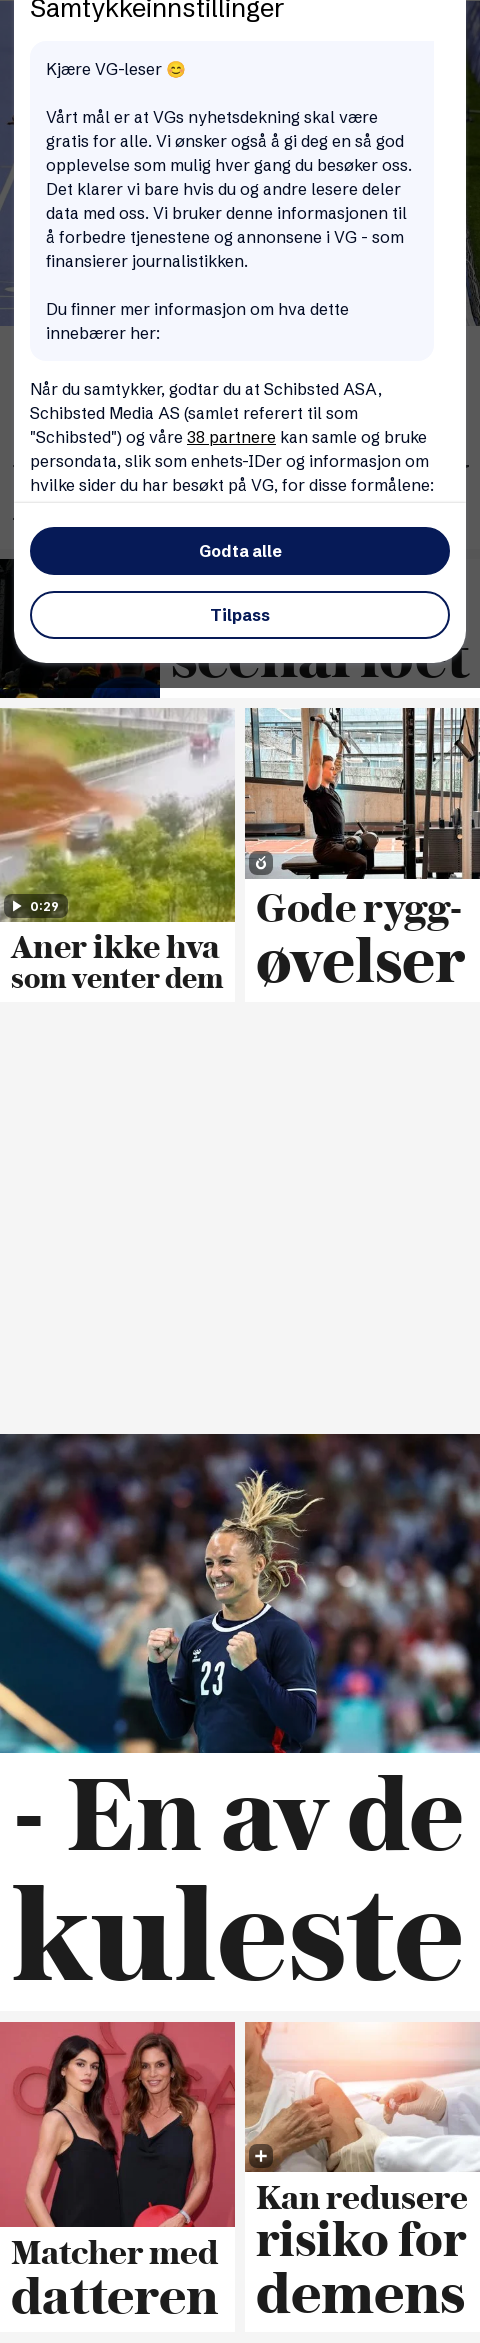 Samtykkeinnstillinger
Kjære VG-leser 😊
Vårt mål er at VGs nyhetsdekning skal være
gratis for alle. Vi ønsker også å gi deg en så god
opplevelse som mulig hver gang du besøker oss.
Det klarer vi bare hvis du og andre lesere deler
data med oss. Vi bruker denne informasjonen til
å forbedre tjenestene og annonsene i VG - som
finansierer journalistikken.
Du finner mer informasjon om hva dette
innebærer her:
Når du samtykker, godtar du at Schibsted ASA,
Schibsted Media AS (samlet referert til som
"Schibsted") og våre 38 partnere kan samle og bruke
persondata, slik som enhets-IDer og informasjon om
hvilke sider du har besøkt på VG, for disse formålene:
Godta alle
Tilpass
0:29
Aner ikke hva
som venter dem
Gode rygg-
øvelser
23
- En av de
kuleste
Matcher med
datteren
Kan redusere
risiko for
demens